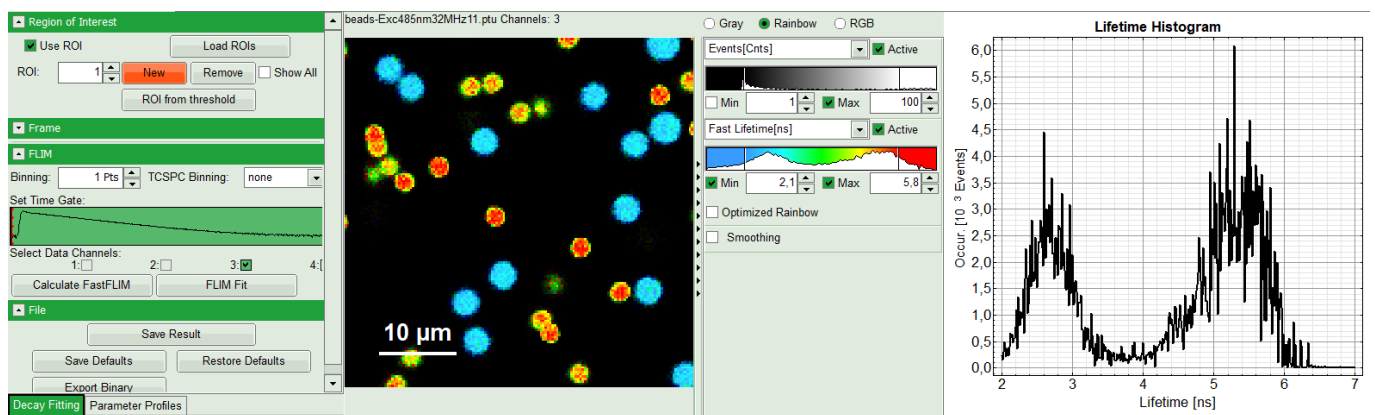 Region of Interest
Use ROI
Load ROIs
ROI:
1
New
Remove
Show All
ROI from threshold
Frame
FLIM
Binning:
1 Pts
TCSPC Binning:
none
Set Time Gate:
Select Data Channels:
1:
2:
3:
4:
Calculate FastFLIM
FLIM Fit
File
Save Result
Save Defaults
Restore Defaults
Export Binary
Decay Fitting
Parameter Profiles
beads-Exc485nm32MHz11.ptu Channels: 3
10 µm
Gray
Rainbow
RGB
Events[Cnts]
Active
Min
1
Max
100
Fast Lifetime[ns]
Active
Min
2,1
Max
5,8
Optimized Rainbow
Smoothing
Lifetime Histogram
Occur. [10 3 Events]
6,0
5,5
5,0
4,5
4,0
3,5
3,0
2,5
2,0
1,5
1,0
0,5
0,0
2
3
4
5
6
7
Lifetime [ns]